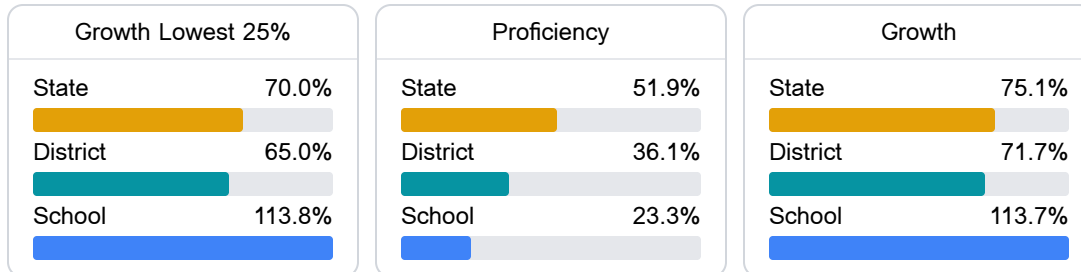 Growth Lowest 25%
State 70.0%
District 65.0%
School 113.8%
Proficiency
State 51.9%
District 36.1%
School 23.3%
Growth
State 75.1%
District 71.7%
School 113.7%